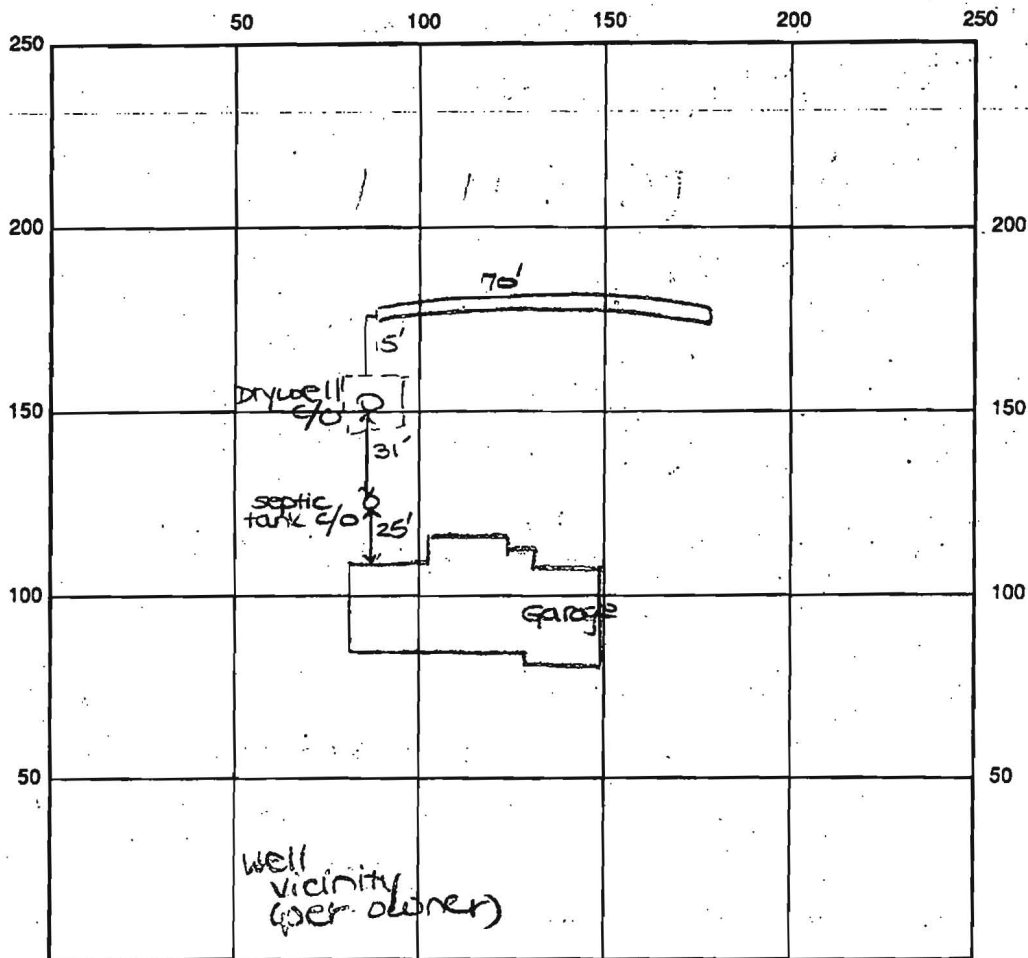 50 100 150 200 250
250
200 200
70'
15'
Drywell
c/o
150 150
31'
septic
tank c/o
25'
100 100
Garage
50 50
well
vicinity
(per owner)